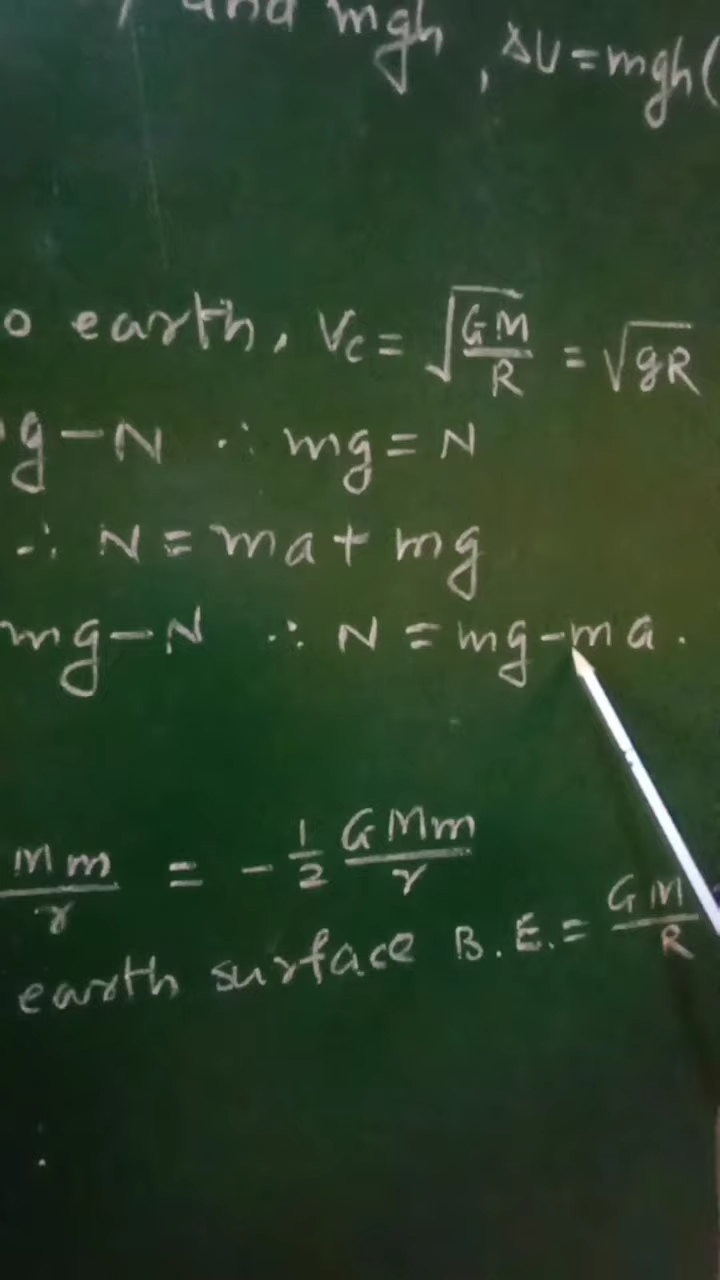 and mgh, ΔU=mgh(
o earth, Vc = √(GM/R) = √gR
g-N ∴ mg = N
∴ N = ma + mg
mg-N ∴ N = mg-ma.
Mm/r = -1/2 GMm/r
earth surface B.E. = GM/R